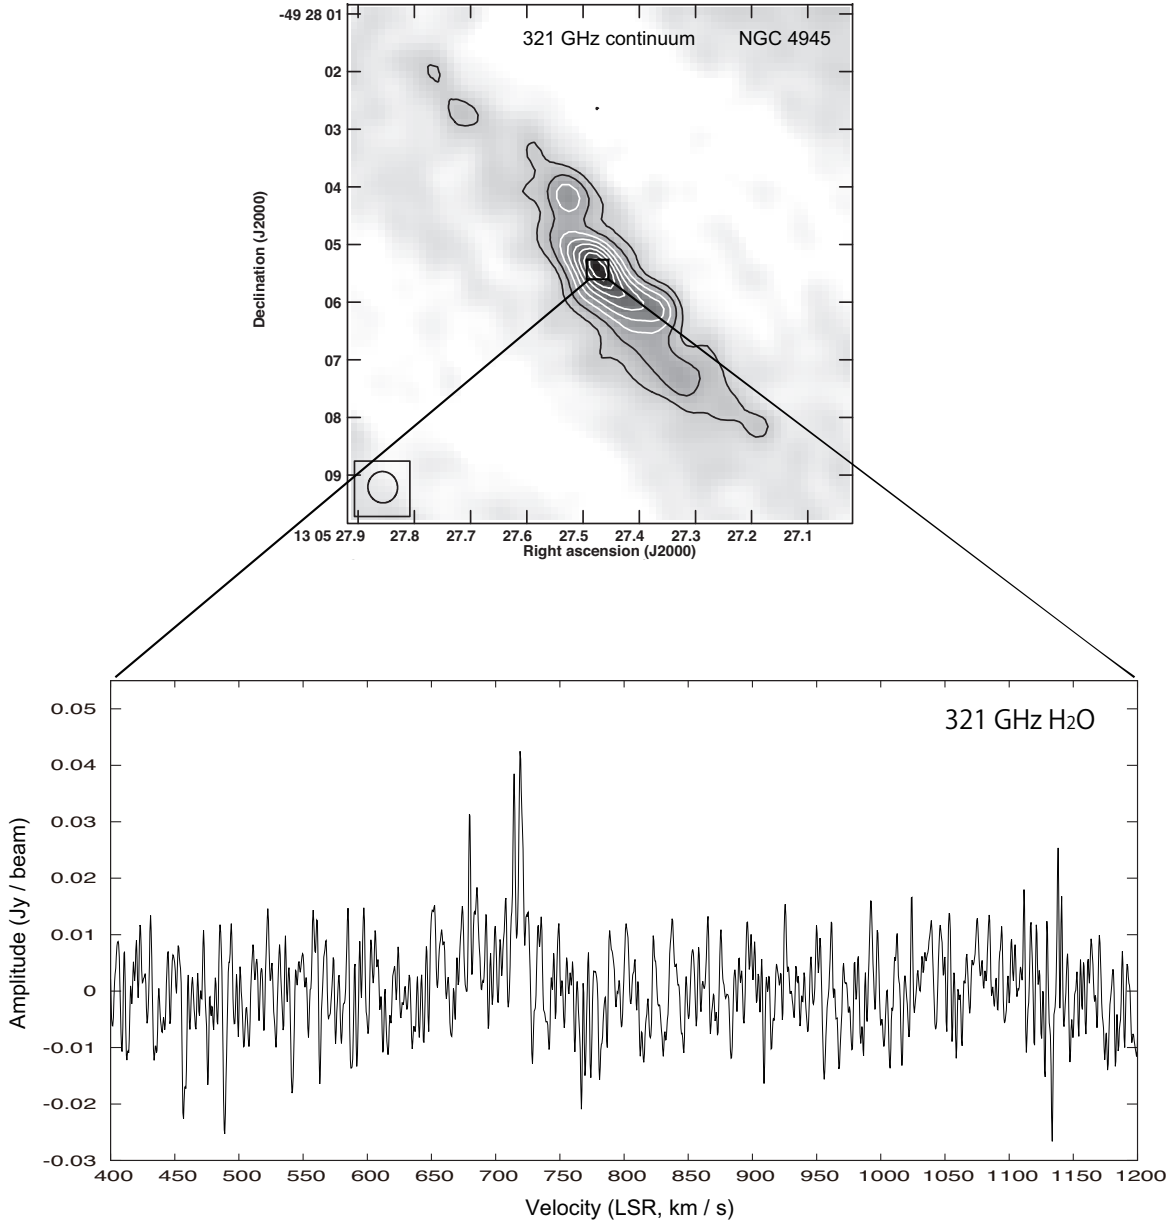 -49 28 01
321 GHz continuum NGC 4945
02
03
04
05
06
07
08
09
Declination (J2000)
13 05 27.9 27.8 27.7 27.6 27.5 27.4 27.3 27.2 27.1
Right ascension (J2000)
321 GHz H2O
0.05
0.04
0.03
0.02
0.01
0
-0.01
-0.02
-0.03
Amplitude (Jy / beam)
400 450 500 550 600 650 700 750 800 850 900 950 1000 1050 1100 1150 1200
Velocity (LSR, km / s)